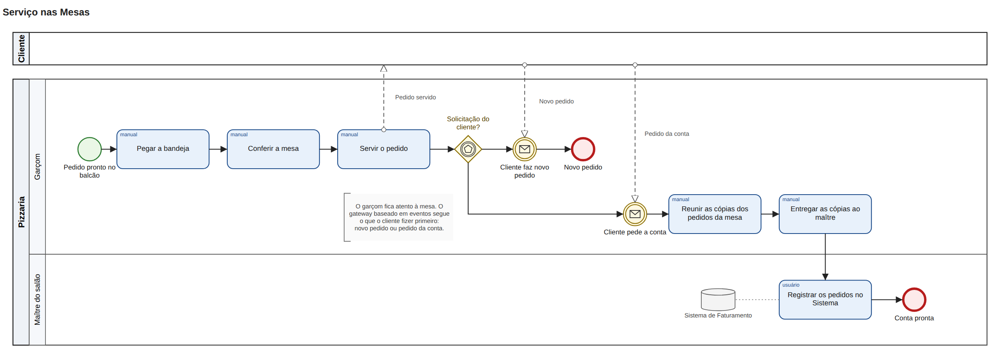 Serviço nas Mesas
Cliente
Pizzaria
Garçom
Maître do salão
Pedido servido
Novo pedido
Pedido da conta
Solicitação do
cliente?
manual
Pegar a bandeja
manual
Conferir a mesa
manual
Servir o pedido
Pedido pronto no
balcão
Cliente faz novo
pedido
Novo pedido
O garçom fica atento à mesa. O
gateway baseado em eventos segue
o que o cliente fizer primeiro:
novo pedido ou pedido da conta.
Cliente pede a conta
manual
Reunir as cópias dos
pedidos da mesa
manual
Entregar as cópias ao
maître
usuário
Registrar os pedidos no
Sistema
Sistema de Faturamento
Conta pronta